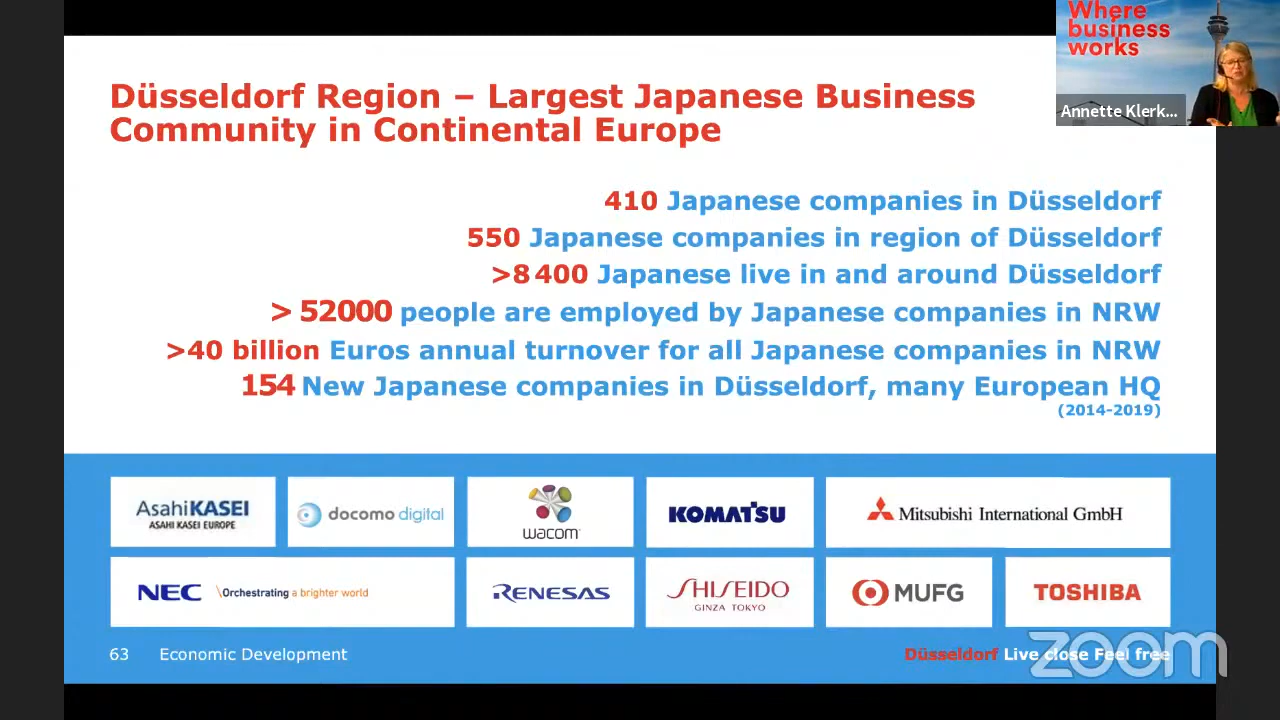 Where
business
works
Annette Klerk...
Düsseldorf Region – Largest Japanese Business
Community in Continental Europe
410 Japanese companies in Düsseldorf
550 Japanese companies in region of Düsseldorf
>8 400 Japanese live in and around Düsseldorf
> 52000 people are employed by Japanese companies in NRW
>40 billion Euros annual turnover for all Japanese companies in NRW
154 New Japanese companies in Düsseldorf, many European HQ
(2014-2019)
AsahiKASEI
ASAHI KASEI EUROPE
docomo digital
wacom
KOMATSU
Mitsubishi International GmbH
NEC \Orchestrating a brighter world
RENESAS
SHISEIDO
GINZA TOKYO
MUFG
TOSHIBA
63 Economic Development
Düsseldorf Live close Feel free
zoom